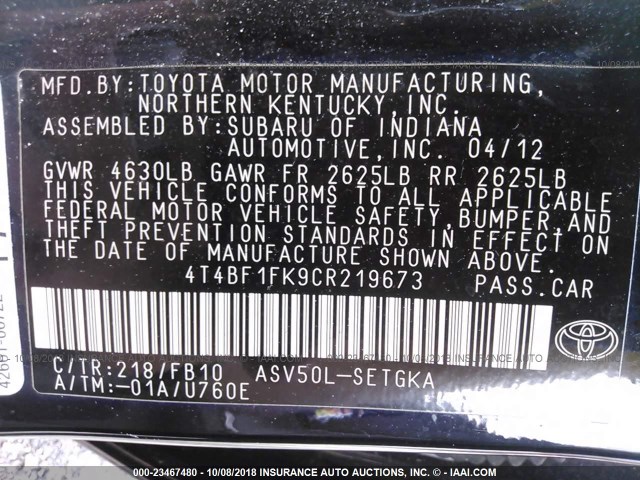 MFD.BY:TOYOTA MOTOR MANUFACTURING,
NORTHERN KENTUCKY,INC.
ASSEMBLED BY:SUBARU OF INDIANA
AUTOMOTIVE,INC. 04/12
GVWR 4630LB GAWR FR 2625LB RR 2625LB
THIS VEHICLE CONFORMS TO ALL APPLICABLE
FEDERAL MOTOR VEHICLE SAFETY,BUMPER,AND
THEFT PREVENTION STANDARDS IN EFFECT ON
THE DATE OF MANUFACTURE SHOWN ABOVE.
4T4BF1FK9CR219673 PASS.CAR
TOYOTA
C/TR:218/FB10 ASV50L-SETGKA
A/TM:-01A/U760E
000-23467480 - 10/08/2018 INSURANCE AUTO AUCTIONS, INC. - IAAI.COM